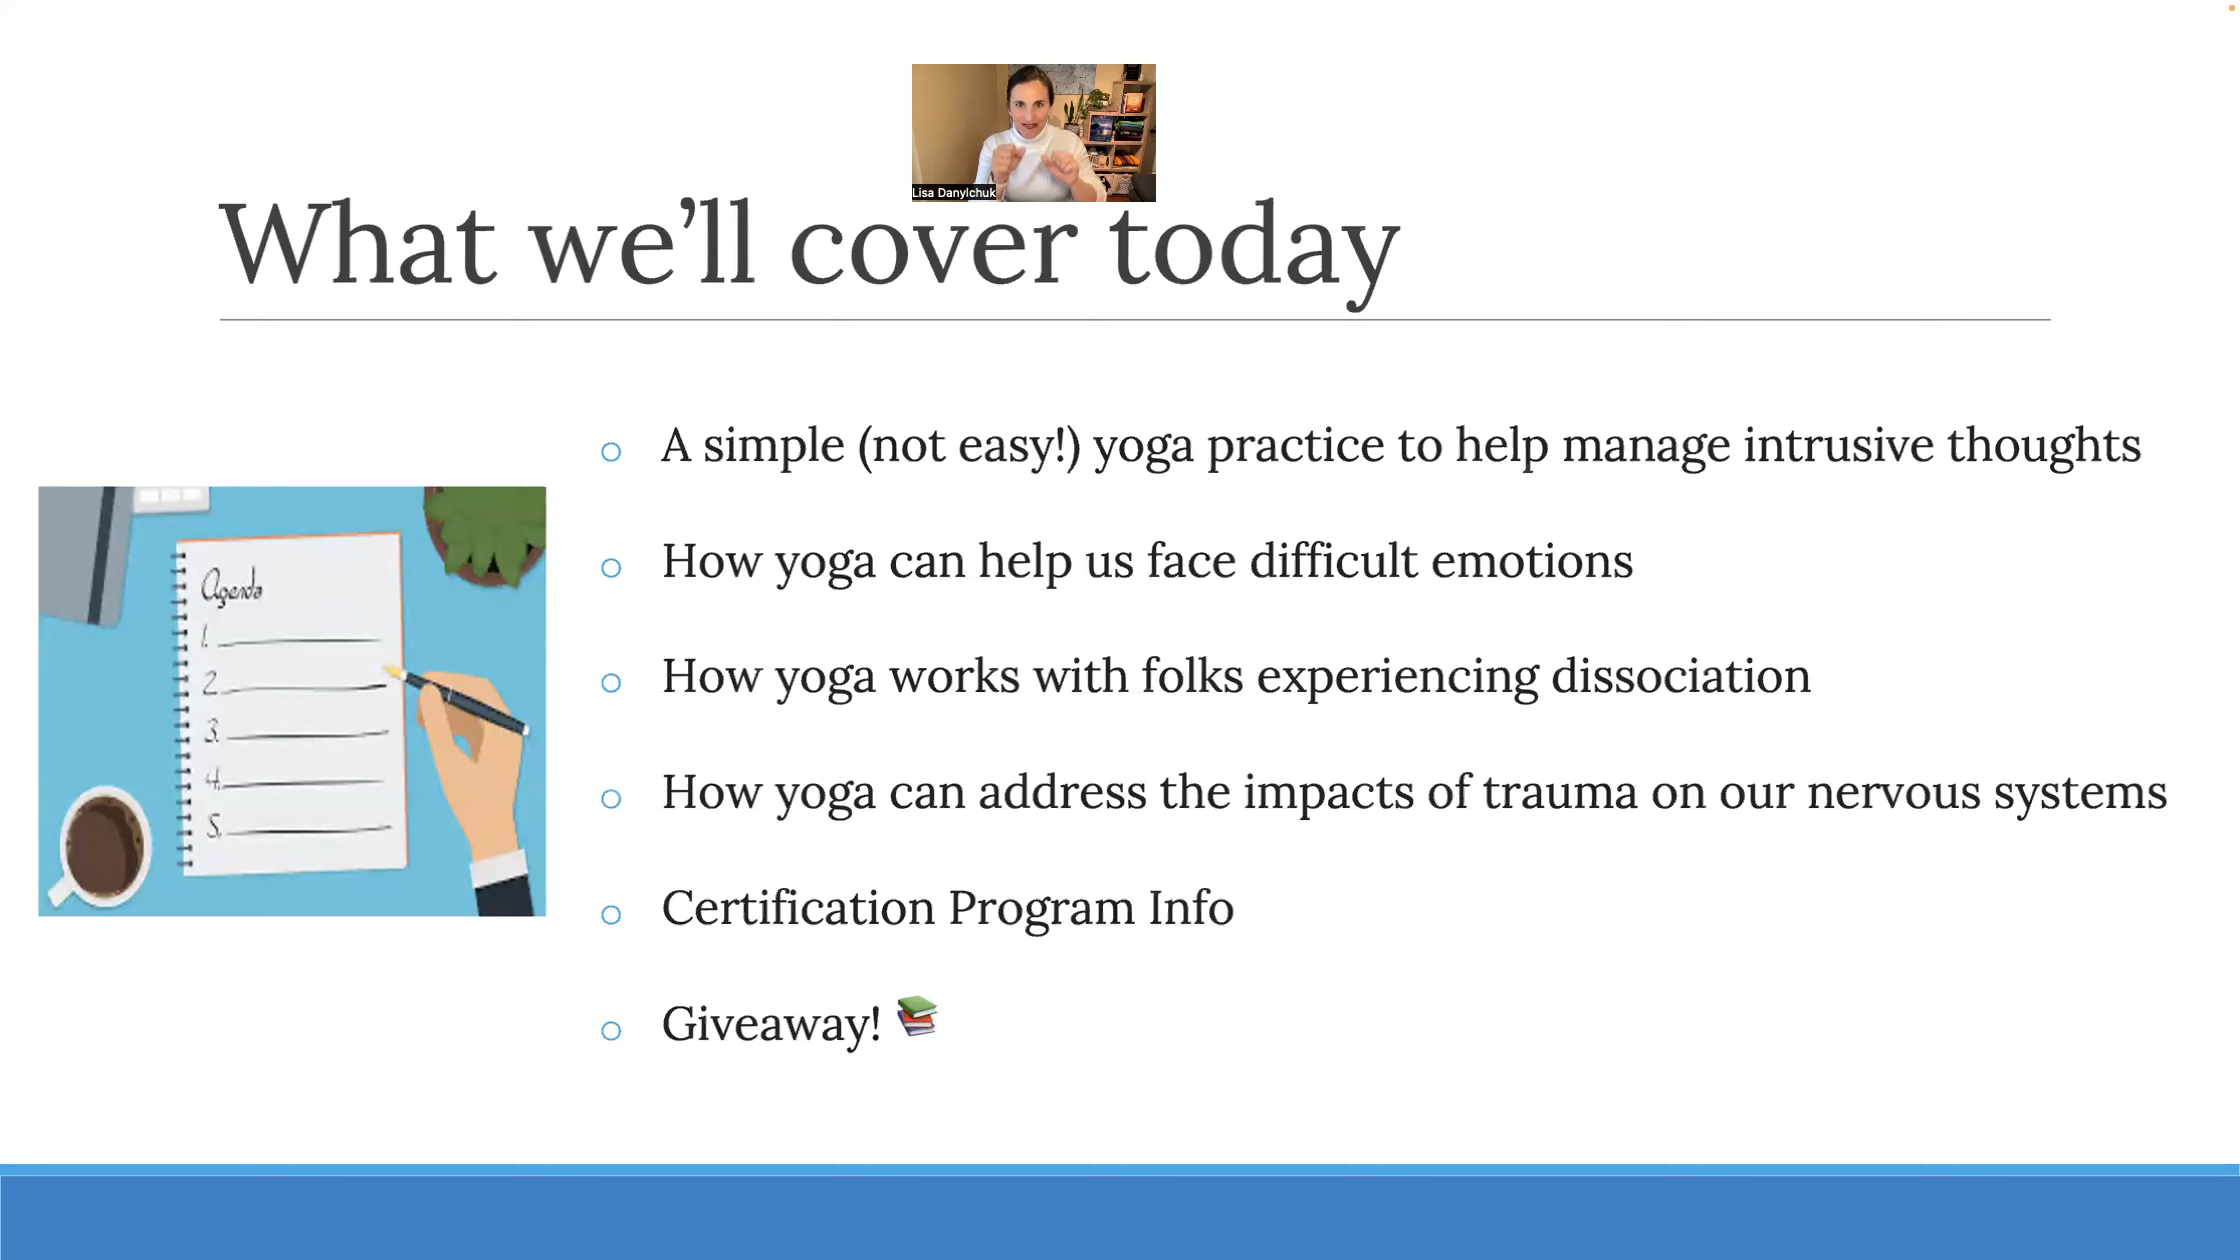 Lisa Danylchuk
What we’ll cover today
A simple (not easy!) yoga practice to help manage intrusive thoughts
How yoga can help us face difficult emotions
How yoga works with folks experiencing dissociation
How yoga can address the impacts of trauma on our nervous systems
Certification Program Info
Giveaway! 📚
Agenda
1.
2.
3.
4.
5.